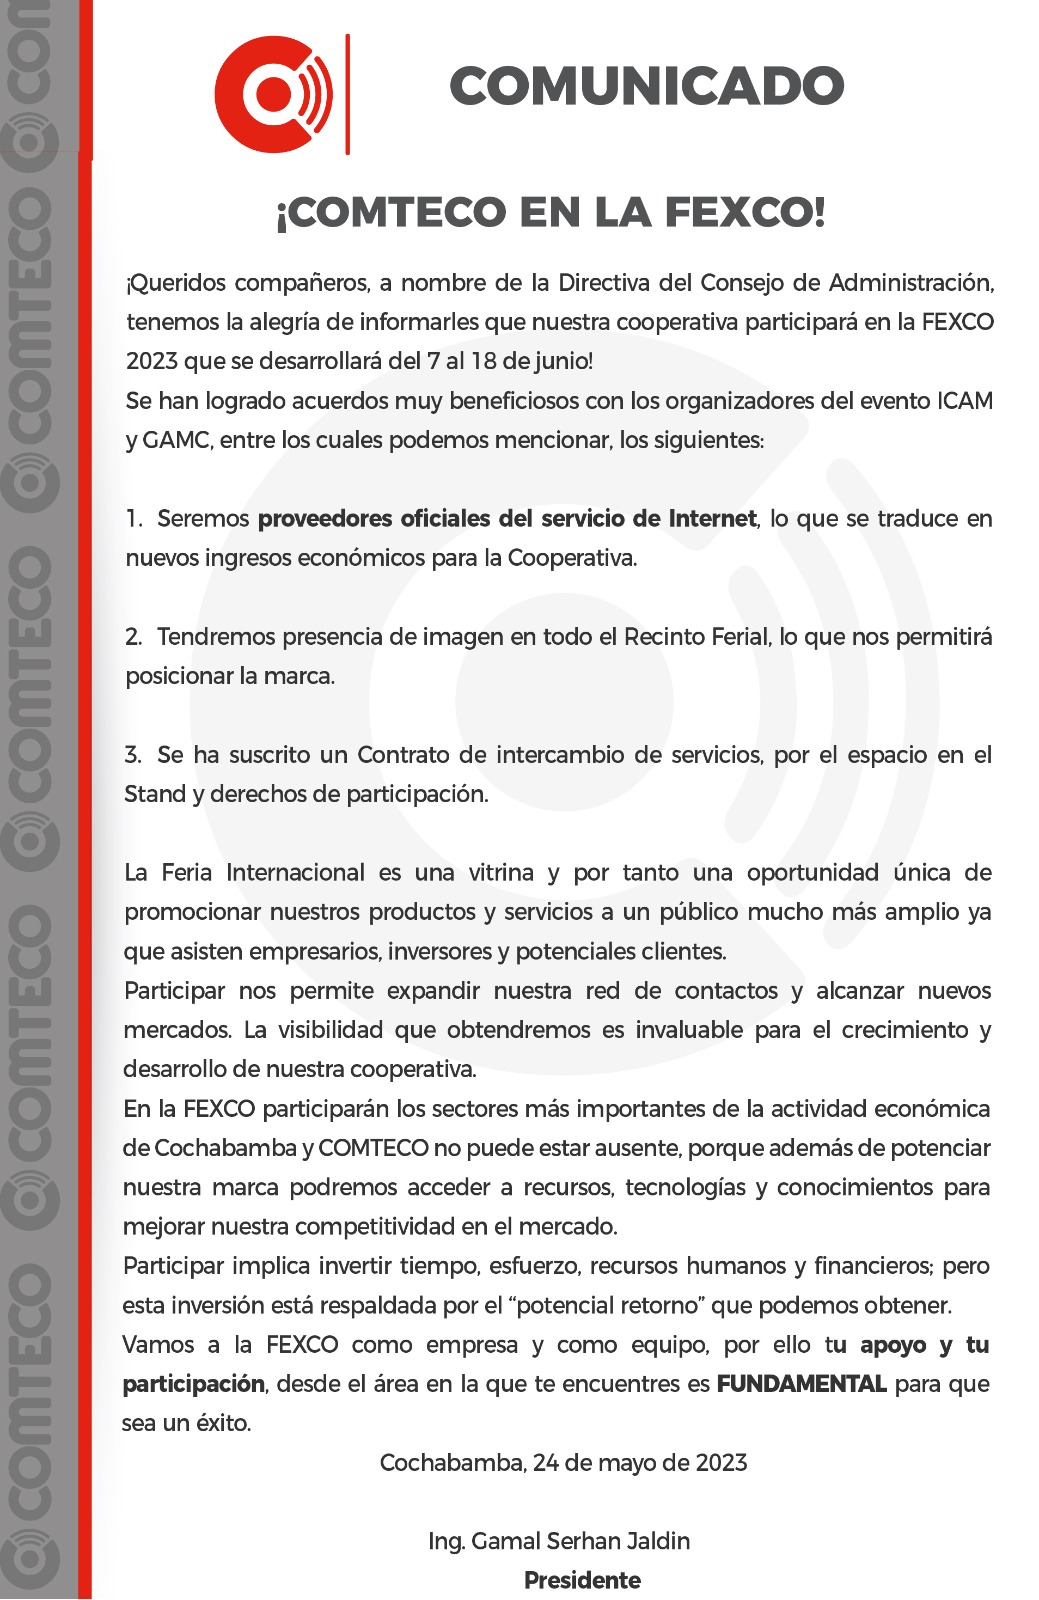 COMUNICADO
¡COMTECO EN LA FEXCO!
¡Queridos compañeros, a nombre de la Directiva del Consejo de Administración,
tenemos la alegría de informarles que nuestra cooperativa participará en la FEXCO
2023 que se desarrollará del 7 al 18 de junio!
Se han logrado acuerdos muy beneficiosos con los organizadores del evento ICAM
y GAMC, entre los cuales podemos mencionar, los siguientes:
1. Seremos proveedores oficiales del servicio de Internet, lo que se traduce en
nuevos ingresos económicos para la Cooperativa.
2. Tendremos presencia de imagen en todo el Recinto Ferial, lo que nos permitirá
posicionar la marca.
3. Se ha suscrito un Contrato de intercambio de servicios, por el espacio en el
Stand y derechos de participación.
La Feria Internacional es una vitrina y por tanto una oportunidad única de
promocionar nuestros productos y servicios a un público mucho más amplio ya
que asisten empresarios, inversores y potenciales clientes.
Participar nos permite expandir nuestra red de contactos y alcanzar nuevos
mercados. La visibilidad que obtendremos es invaluable para el crecimiento y
desarrollo de nuestra cooperativa.
En la FEXCO participarán los sectores más importantes de la actividad económica
de Cochabamba y COMTECO no puede estar ausente, porque además de potenciar
nuestra marca podremos acceder a recursos, tecnologías y conocimientos para
mejorar nuestra competitividad en el mercado.
Participar implica invertir tiempo, esfuerzo, recursos humanos y financieros; pero
esta inversión está respaldada por el “potencial retorno” que podemos obtener.
Vamos a la FEXCO como empresa y como equipo, por ello tu apoyo y tu
participación, desde el área en la que te encuentres es FUNDAMENTAL para que
sea un éxito.
Cochabamba, 24 de mayo de 2023
Ing. Gamal Serhan Jaldin
Presidente
COM
COMTECO
COMTECO
COMTECO
COMTECO